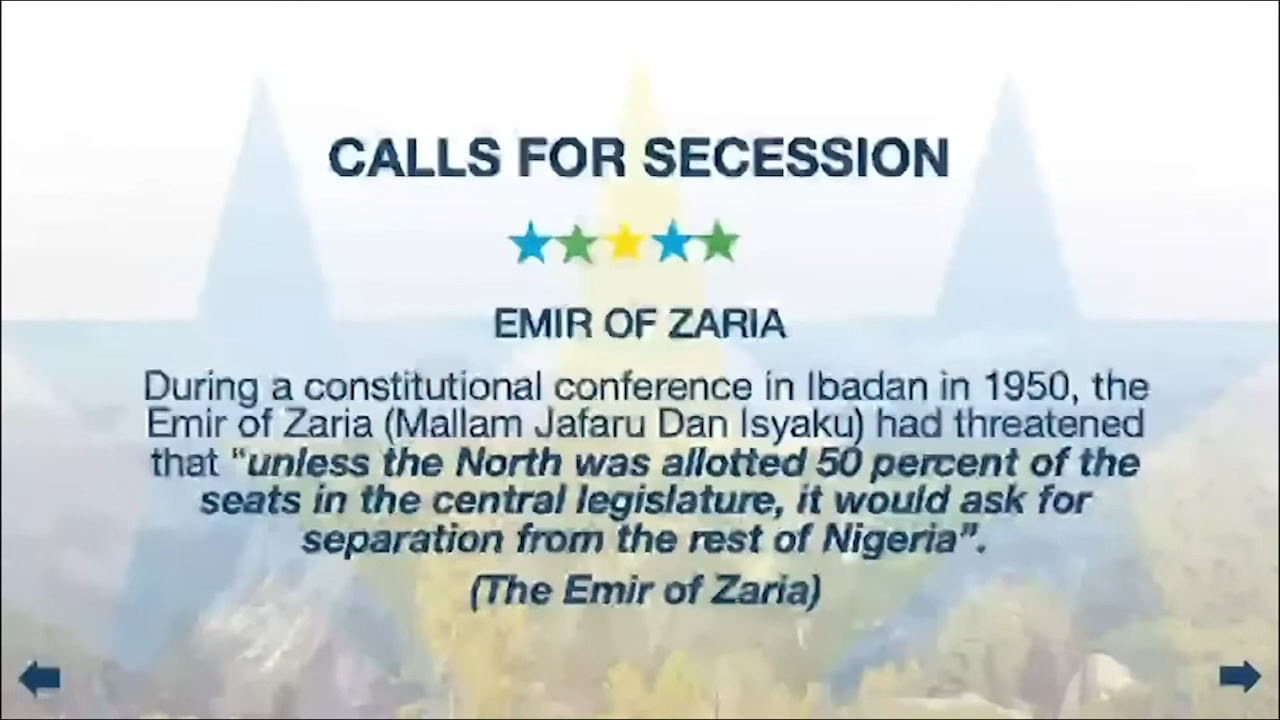 CALLS FOR SECESSION
EMIR OF ZARIA
During a constitutional conference in Ibadan in 1950, the
Emir of Zaria (Mallam Jafaru Dan Isyaku) had threatened
that “unless the North was allotted 50 percent of the
seats in the central legislature, it would ask for
separation from the rest of Nigeria”.
(The Emir of Zaria)